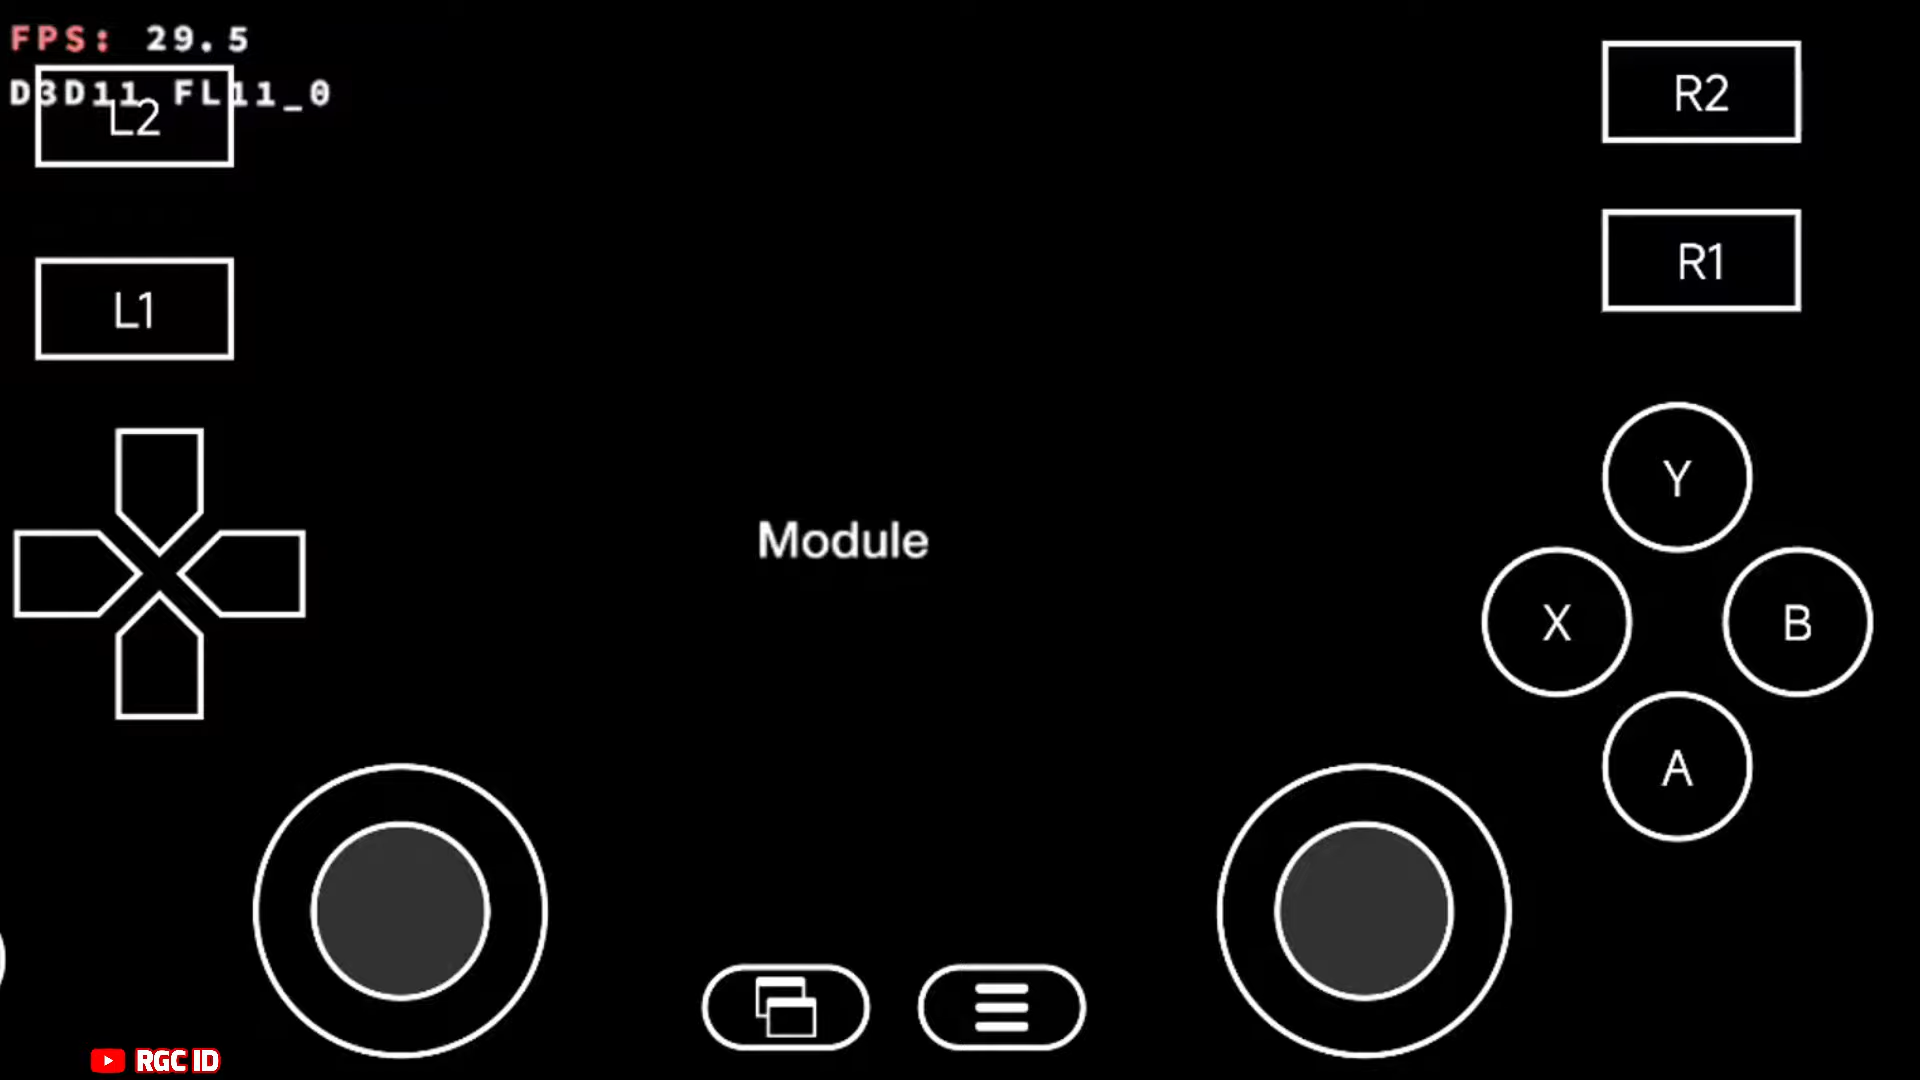 FPS: 29.5
D3D11 FL11_0
L2
R2
L1
R1
Y
X
B
A
Module
RGC ID